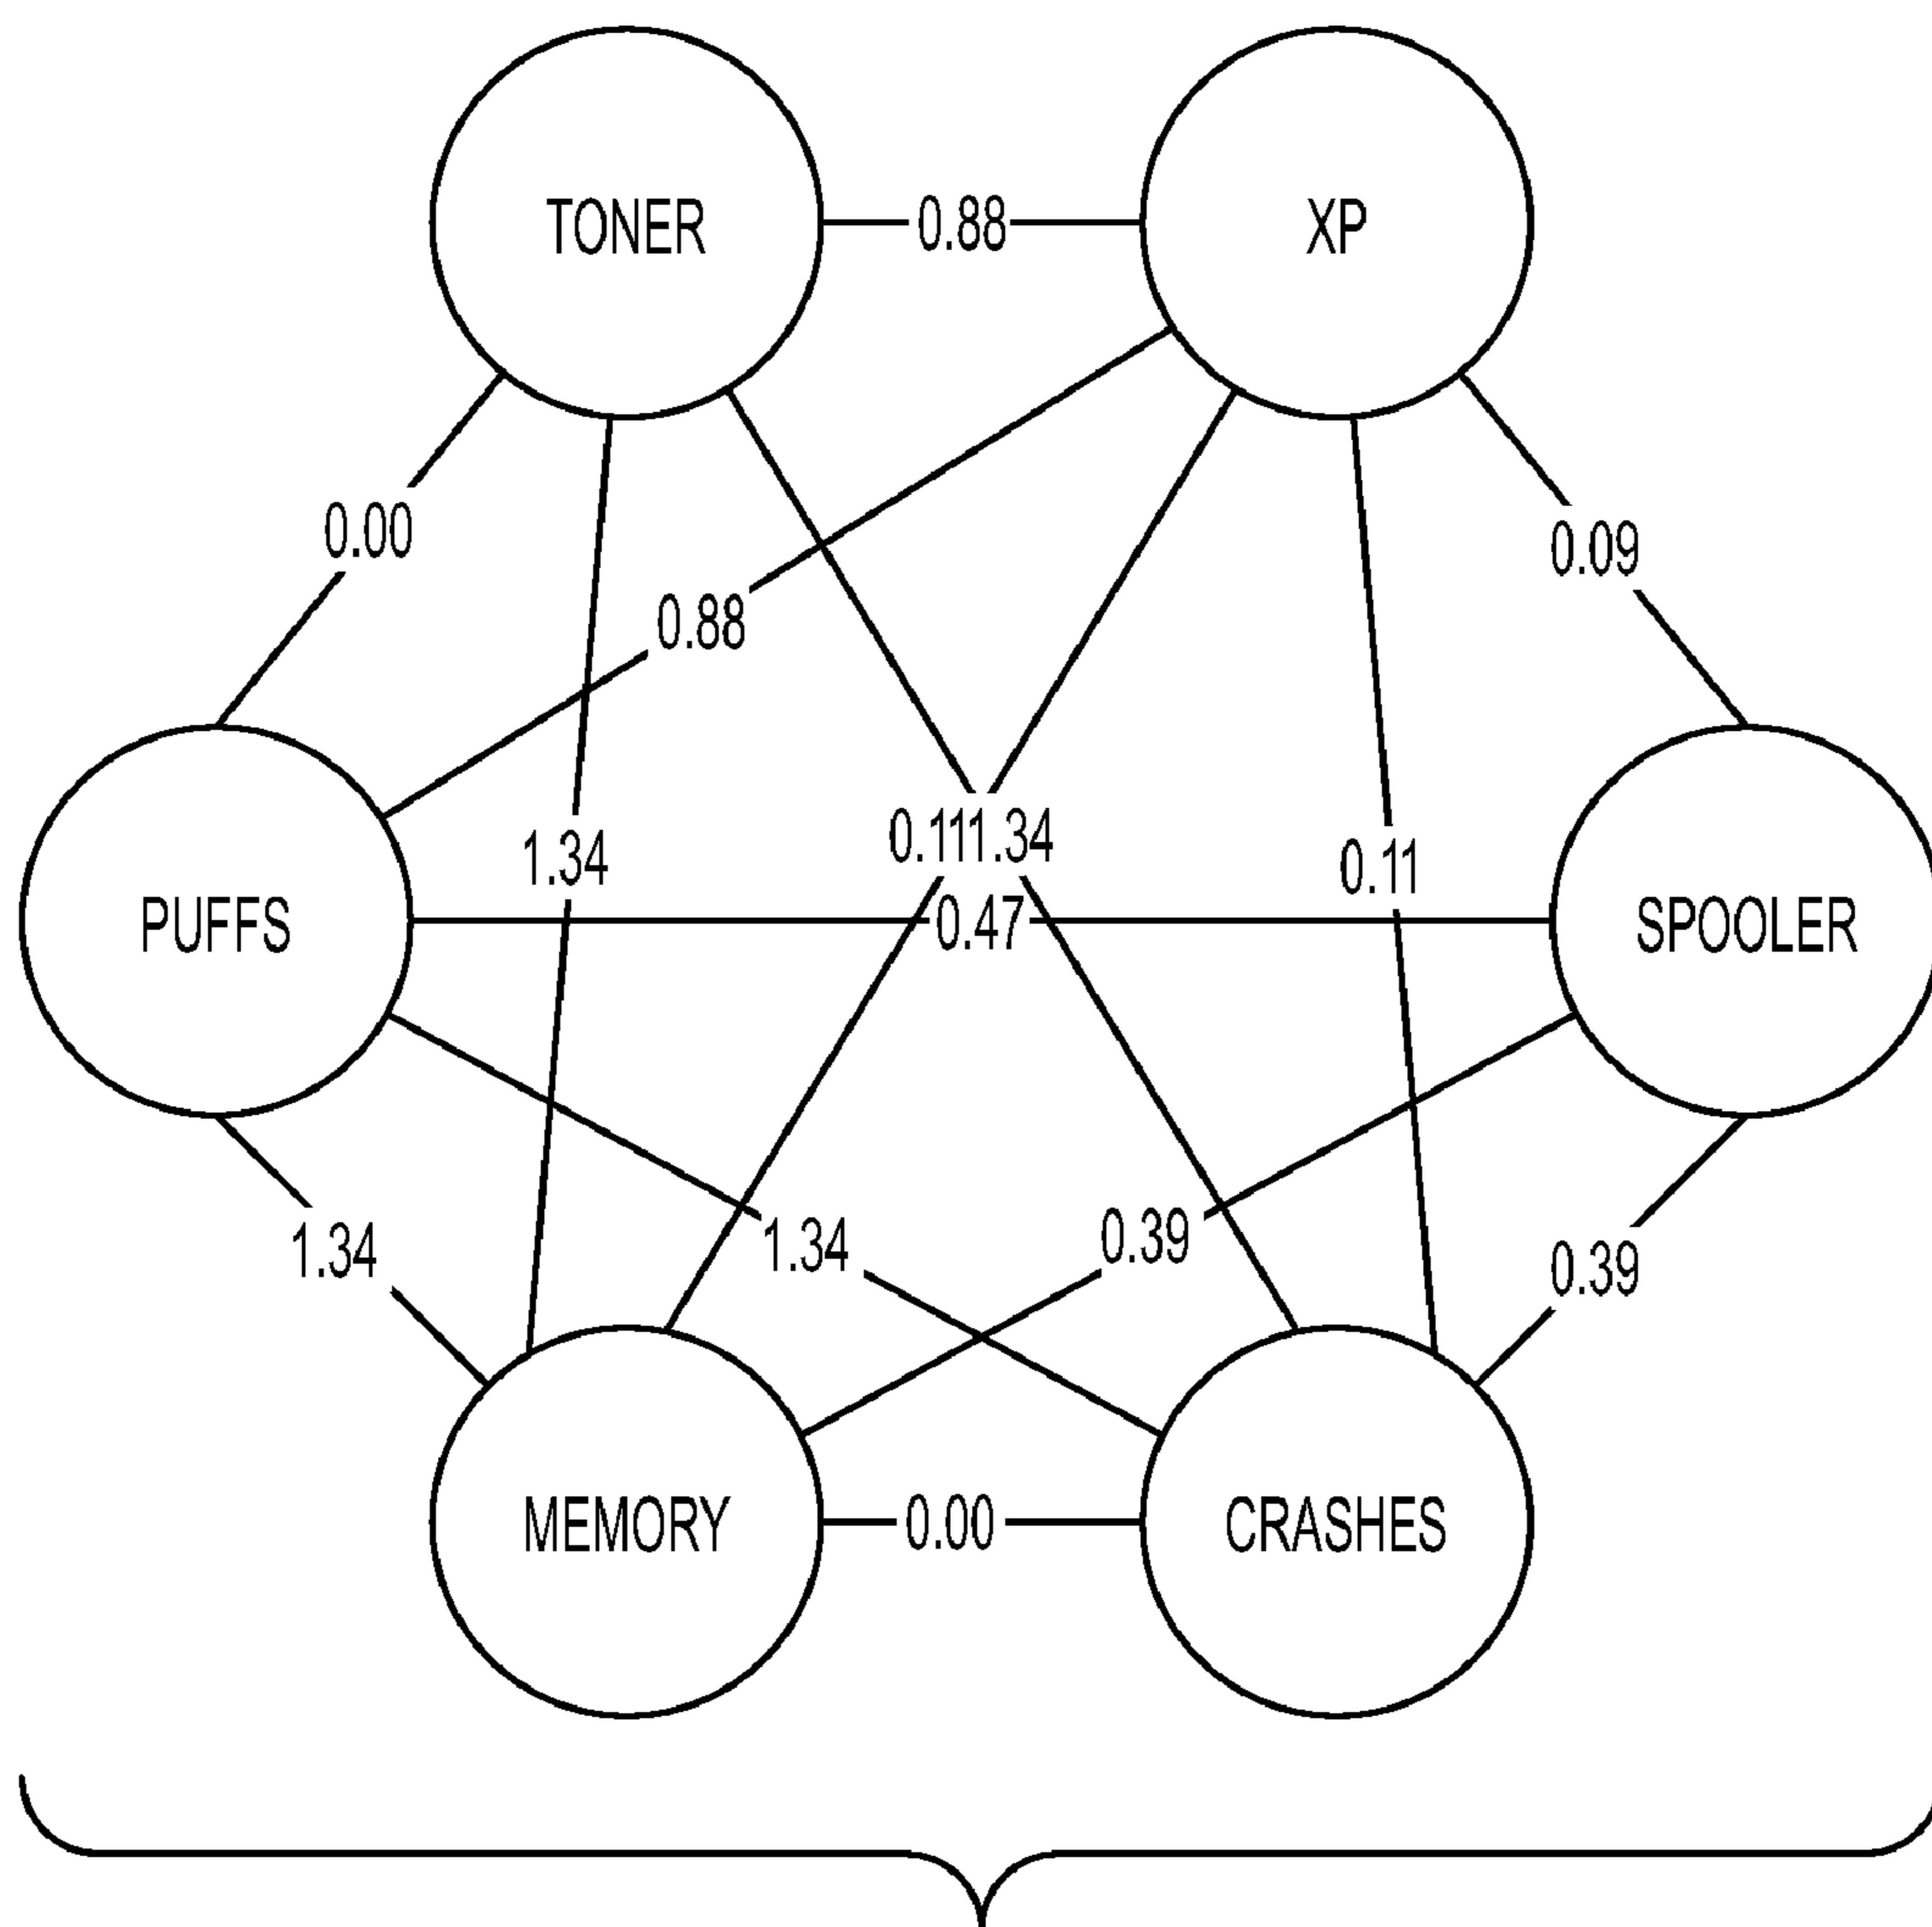 TONER
0.88
XP
0.00
0.09
0.88
0.111.34
1.34
0.11
PUFFS
0.47
SPOOLER
1.34
1.34
0.39
0.39
MEMORY
0.00
CRASHES